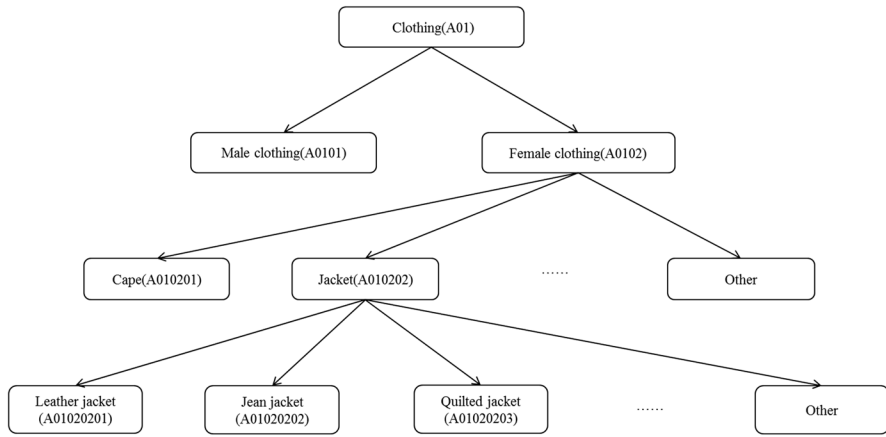 Clothing(A01)
Male clothing(A0101)
Female clothing(A0102)
Cape(A010201)
Jacket(A010202)
......
Other
Leather jacket
(A01020201)
Jean jacket
(A01020202)
Quilted jacket
(A01020203)
......
Other